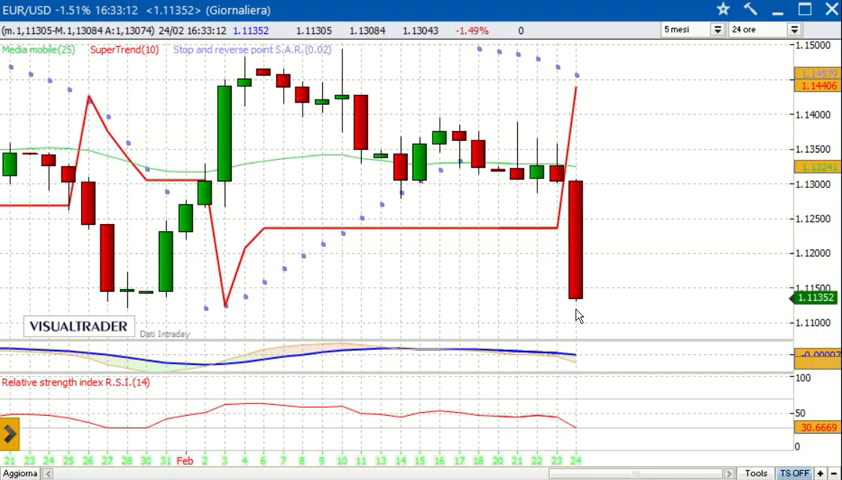 EUR/USD -1.51% 16:33:12 <1.11352> (Giornaliera)
(m.1,11305-M.1,13084 A:1,13074) 24/02 16:33:12 1.11352 1.11305 1.13084 1.13043 -1.49% 0 5 mesi 24 ore
Media mobile(25) SuperTrend(10) Stop and reverse point S.A.R.(0.02)
1.15000
1.14579
1.14406
1.14000
1.13500
1.13241
1.13000
1.12500
1.12000
1.11500
1.11352
1.11000
VISUALTRADER
Dati Intraday
-0.00007
Relative strength index R.S.I.(14)
100
50
30.6669
0
21 23 24 25 26 27 28 30 31 Feb 2 3 4 6 7 8 9 10 11 13 14 15 16 17 18 20 21 22 23 24
Aggiorna Tools TS OFF + -